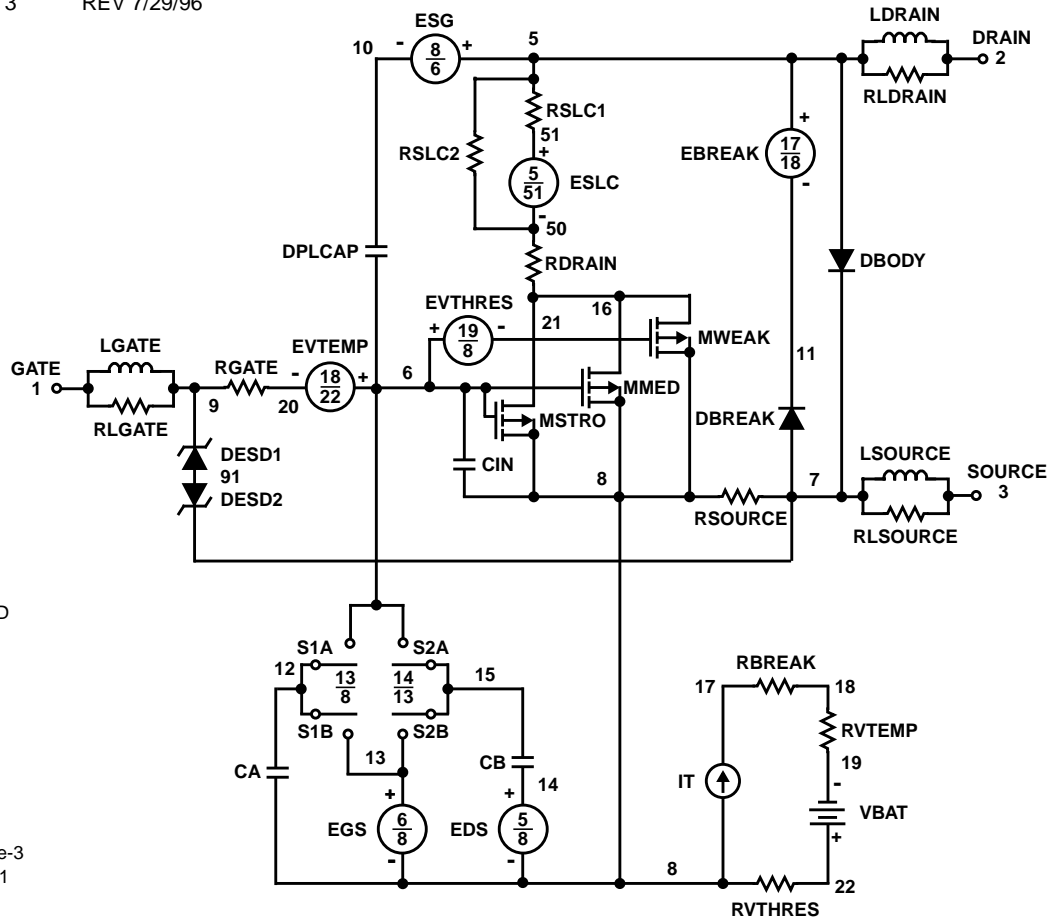 3 REV 7/29/96
LDRAIN
DRAIN
2
RLDRAIN
ESG
10 - 8/6 + 5
RSLC1
51
RSLC2
+
5/51
ESLC
-
50
+
EBREAK
17/18
-
DPLCAP
RDRAIN
DBODY
EVTHRES
+ 19/8 -
21
16
MWEAK
11
LGATE
GATE
1
RLGATE
9
RGATE
20
EVTEMP
- 18/22 +
6
MMED
MSTRO
DBREAK
DESD1
91
DESD2
CIN
8
RSOURCE
7
LSOURCE
SOURCE
3
RLSOURCE
D
S1A
S2A
12
13/8
14/13
15
S1B
S2B
13
CA
CB
14
+
EGS
6/8
-
+
EDS
5/8
-
RBREAK
17
18
RVTEMP
19
IT
-
VBAT
+
8
22
RVTHRES
e-3
1